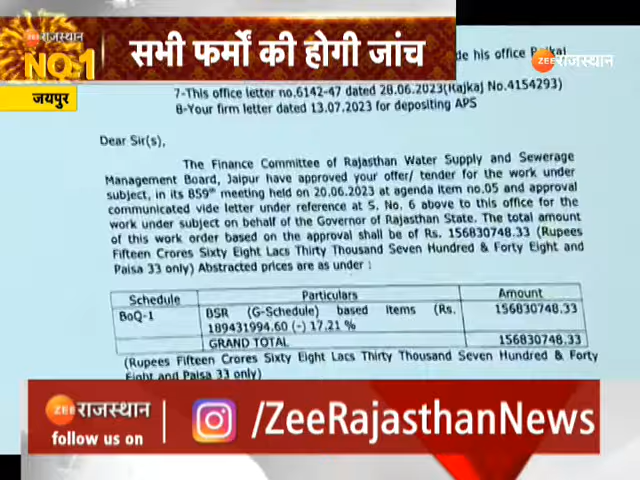 ZEE राजस्थान
NO.1
सभी फर्मों की होगी जांच
जयपुर
de his office
ZEE राजस्थान
7-This office letter no.6142-47 dated 28.06.2023(Rajkaj No.4154293)
8-Your firm letter dated 13.07.2023 for depositing APS
Dear Sir(s),
The Finance Committee of Rajasthan Water Supply and Sewerage
Management Board, Jaipur have approved your offer/ tender for the work under
subject, in its 859th meeting held on 20.06.2023 at agenda item no.05 and approval
communicated vide letter under reference at S. No. 6 above to this office for the
work under subject on behalf of the Governor of Rajasthan State. The total amount
of this work order based on the approval shall be of Rs. 156830748.33 (Rupees
Fifteen Crores Sixty Eight Lacs Thirty Thousand Seven Hundred & Forty Eight and
Paisa 33 only) Abstracted prices are as under :
Schedule Particulars Amount
BoQ-1 BSR (G-Schedule) based items (Rs. 156830748.33
189431994.60 (-) 17.21 %
GRAND TOTAL 156830748.33
(Rupees Fifteen Crores Sixty Eight Lacs Thirty Thousand Seven Hundred & Forty
Eight and Paisa 33 only)
ZEE राजस्थान
follow us on
/ZeeRajasthanNews